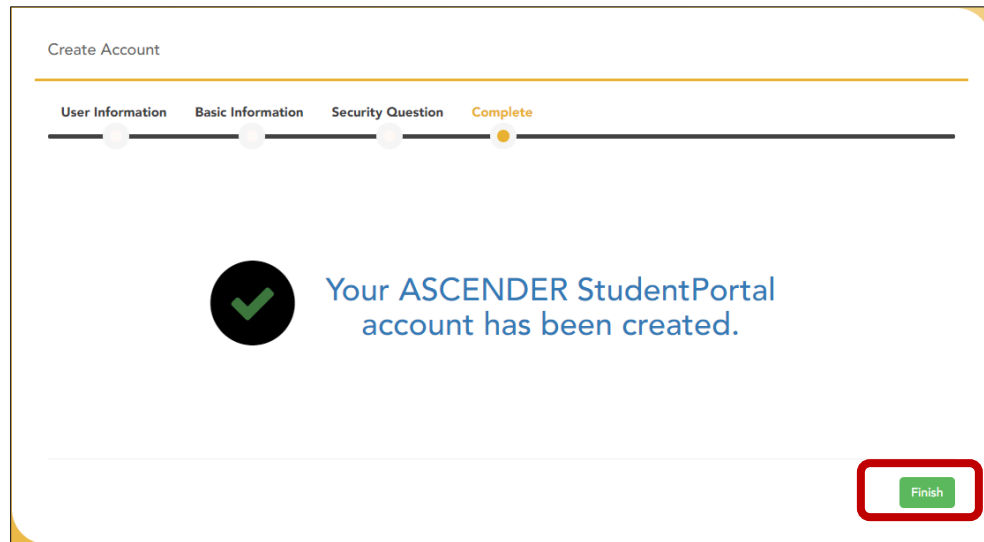 Create Account
User Information Basic Information Security Question Complete
Your ASCENDER StudentPortal
account has been created.
Finish